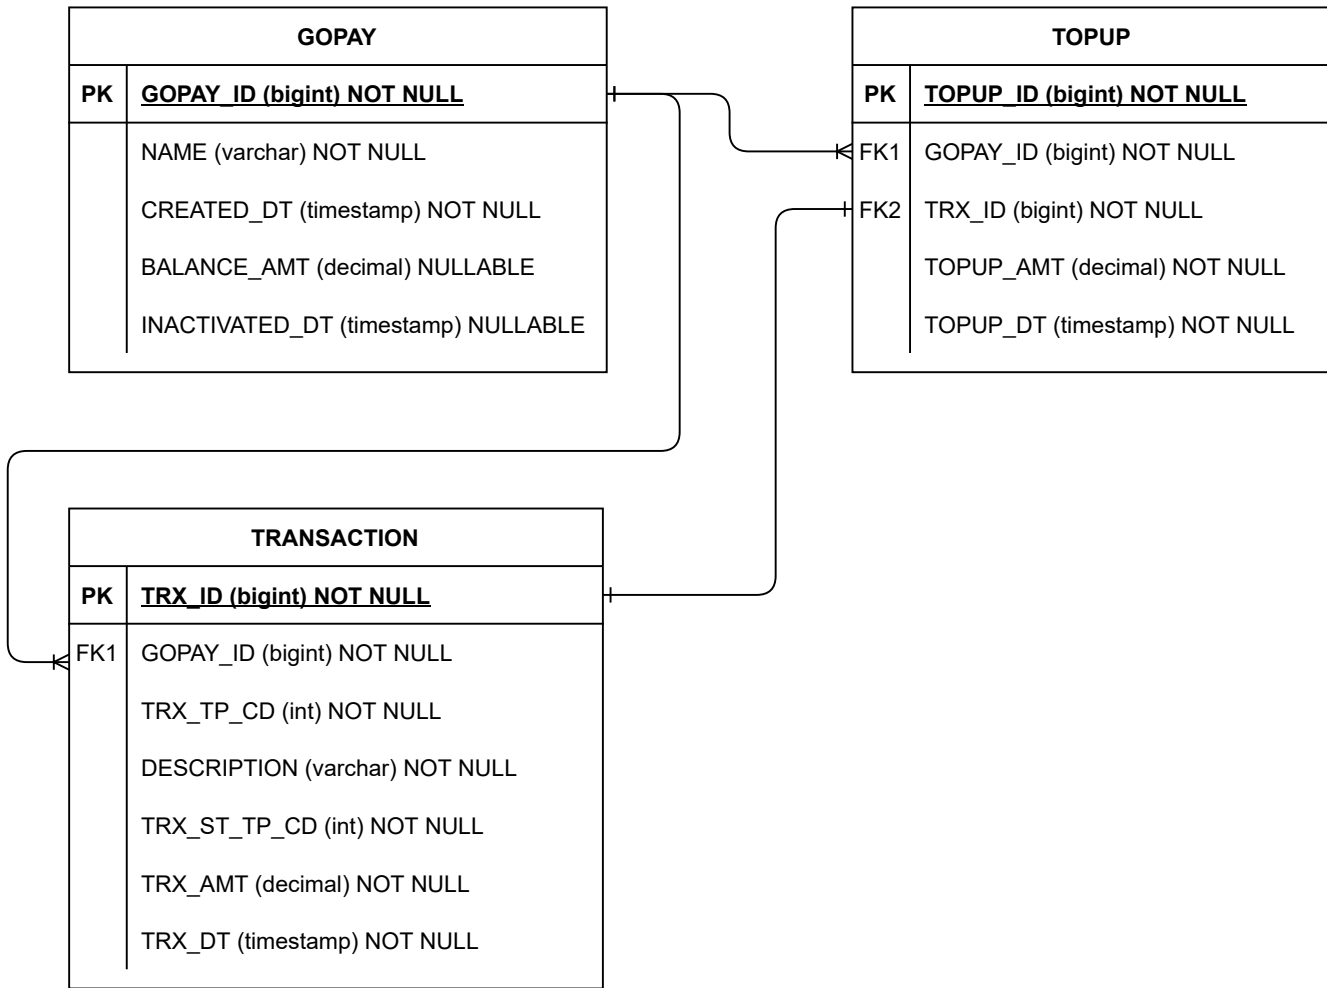 GOPAY
PK GOPAY_ID (bigint) NOT NULL
NAME (varchar) NOT NULL
CREATED_DT (timestamp) NOT NULL
BALANCE_AMT (decimal) NULLABLE
INACTIVATED_DT (timestamp) NULLABLE
TOPUP
PK TOPUP_ID (bigint) NOT NULL
FK1 GOPAY_ID (bigint) NOT NULL
FK2 TRX_ID (bigint) NOT NULL
TOPUP_AMT (decimal) NOT NULL
TOPUP_DT (timestamp) NOT NULL
TRANSACTION
PK TRX_ID (bigint) NOT NULL
FK1 GOPAY_ID (bigint) NOT NULL
TRX_TP_CD (int) NOT NULL
DESCRIPTION (varchar) NOT NULL
TRX_ST_TP_CD (int) NOT NULL
TRX_AMT (decimal) NOT NULL
TRX_DT (timestamp) NOT NULL